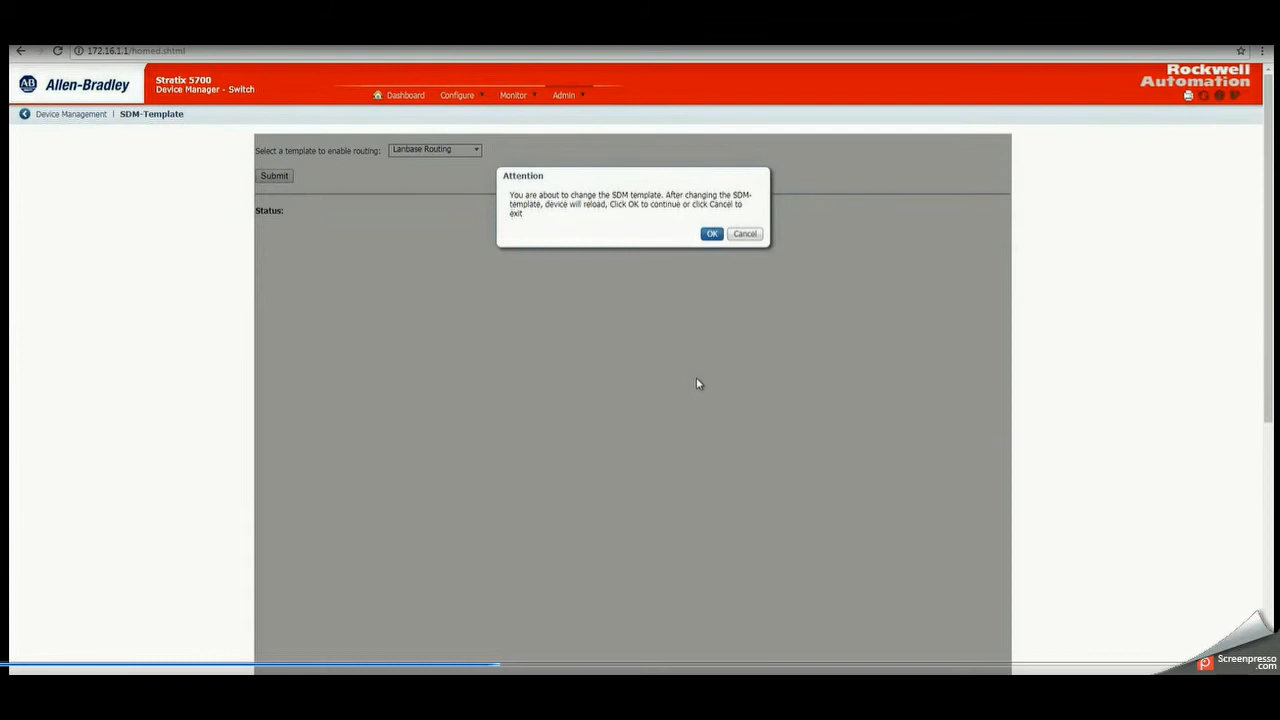 172.16.1.1/homed.shtml
Allen-Bradley
AB
Stratix 5700
Device Manager - Switch
Dashboard Configure Monitor Admin
Rockwell
Automation
Device Management | SDM-Template
Select a template to enable routing: Lanbase Routing
Submit
Status:
Attention
You are about to change the SDM template. After changing the SDM-
template, device will reload, Click OK to continue or click Cancel to
exit
OK Cancel
Screenpresso
.com